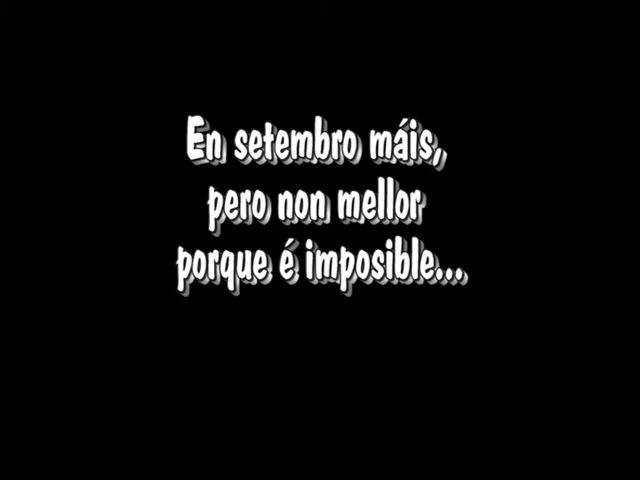 En setembro máis,
pero non mellor
porque é imposible...